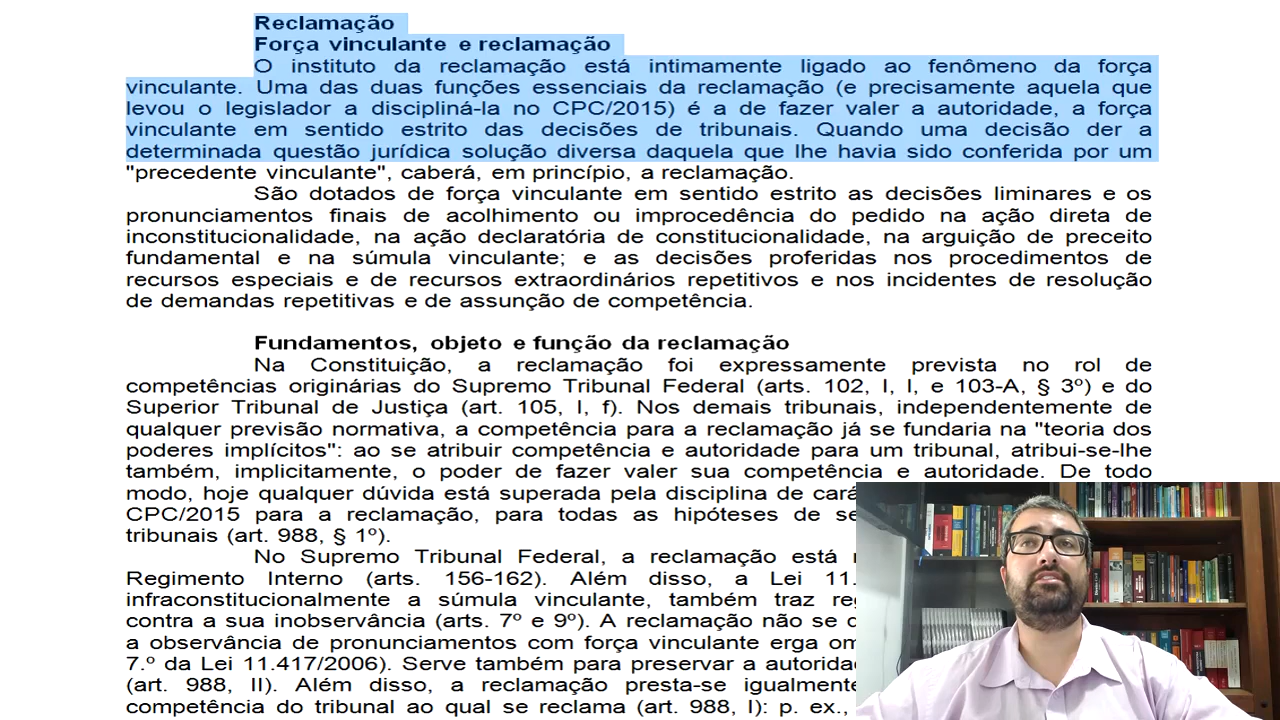 Reclamação
Força vinculante e reclamação
O instituto da reclamação está intimamente ligado ao fenômeno da força
vinculante. Uma das duas funções essenciais da reclamação (e precisamente aquela que
levou o legislador a discipliná-la no CPC/2015) é a de fazer valer a autoridade, a força
vinculante em sentido estrito das decisões de tribunais. Quando uma decisão der a
determinada questão jurídica solução diversa daquela que lhe havia sido conferida por um
"precedente vinculante", caberá, em princípio, a reclamação.
São dotados de força vinculante em sentido estrito as decisões liminares e os
pronunciamentos finais de acolhimento ou improcedência do pedido na ação direta de
inconstitucionalidade, na ação declaratória de constitucionalidade, na arguição de preceito
fundamental e na súmula vinculante; e as decisões proferidas nos procedimentos de
recursos especiais e de recursos extraordinários repetitivos e nos incidentes de resolução
de demandas repetitivas e de assunção de competência.
Fundamentos, objeto e função da reclamação
Na Constituição, a reclamação foi expressamente prevista no rol de
competências originárias do Supremo Tribunal Federal (arts. 102, I, l, e 103-A, § 3º) e do
Superior Tribunal de Justiça (art. 105, I, f). Nos demais tribunais, independentemente de
qualquer previsão normativa, a competência para a reclamação já se fundaria na "teoria dos
poderes implícitos": ao se atribuir competência e autoridade para um tribunal, atribui-se-lhe
também, implicitamente, o poder de fazer valer sua competência e autoridade. De todo
modo, hoje qualquer dúvida está superada pela disciplina de
CPC/2015 para a reclamação, para todas as hipóteses de
tribunais (art. 988, § 1º).
No Supremo Tribunal Federal, a reclamação está
Regimento Interno (arts. 156-162). Além disso, a Lei 11.
infraconstitucionalmente a súmula vinculante, também traz
contra a sua inobservância (arts. 7º e 9º). A reclamação não se
a observância de pronunciamentos com força vinculante erga
7.º da Lei 11.417/2006). Serve também para preservar a
(art. 988, II). Além disso, a reclamação presta-se igualmente
competência do tribunal ao qual se reclama (art. 988, I): p. ex.,